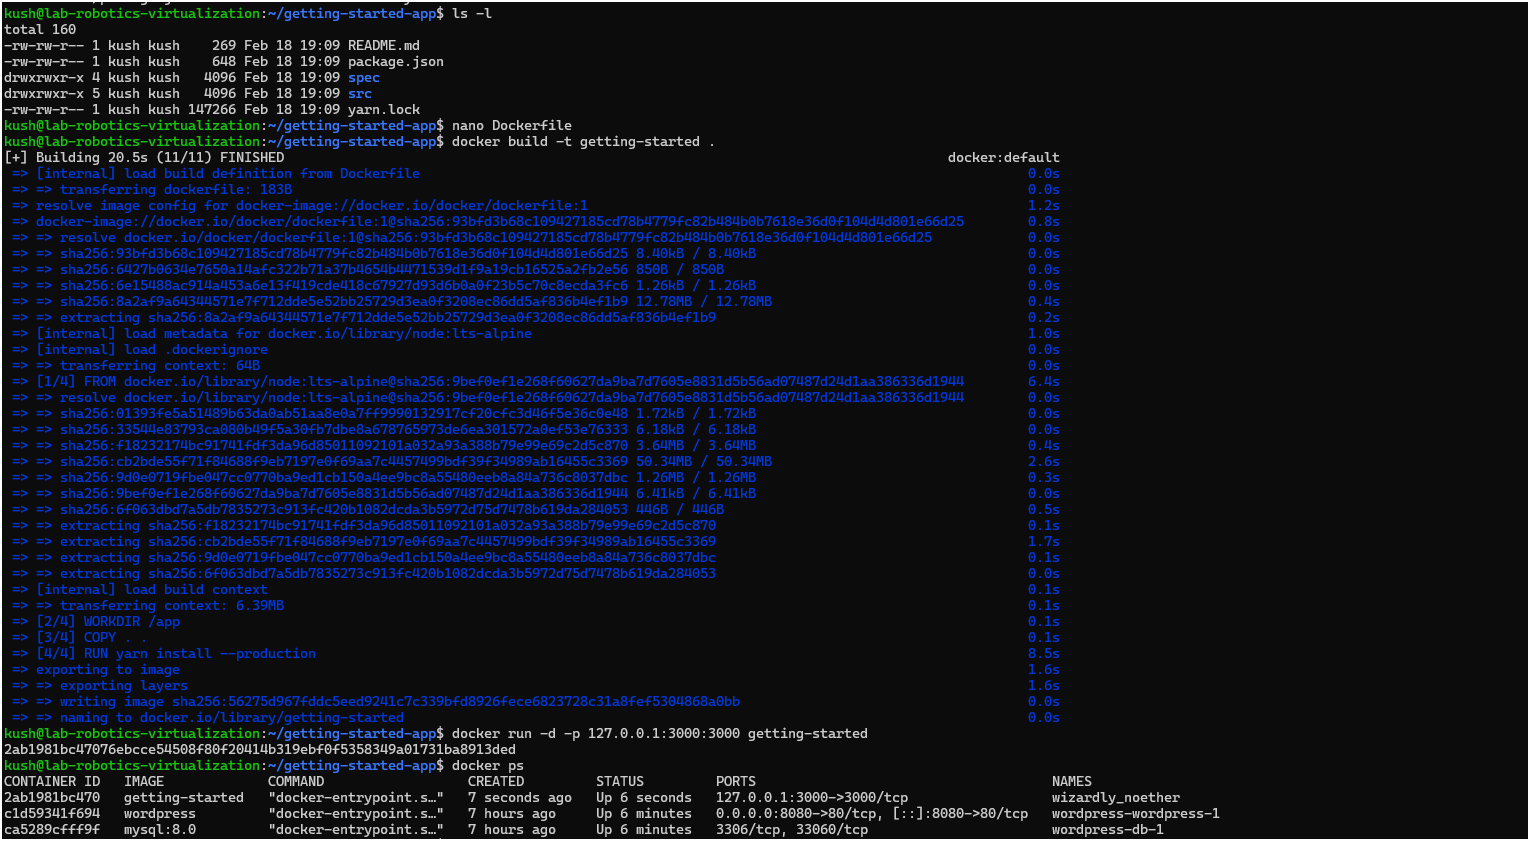 kush@lab-robotics-virtualization:~/getting-started-app$ ls -l
total 160
-rw-rw-r-- 1 kush kush    269 Feb 18 19:09 README.md
-rw-rw-r-- 1 kush kush    648 Feb 18 19:09 package.json
drwxrwxr-x 4 kush kush   4096 Feb 18 19:09 spec
drwxrwxr-x 5 kush kush   4096 Feb 18 19:09 src
-rw-rw-r-- 1 kush kush 147266 Feb 18 19:09 yarn.lock
kush@lab-robotics-virtualization:~/getting-started-app$ nano Dockerfile
kush@lab-robotics-virtualization:~/getting-started-app$ docker build -t getting-started .
[+] Building 20.5s (11/11) FINISHED docker:default
=> [internal] load build definition from Dockerfile 0.0s
=> => transferring dockerfile: 183B 0.0s
=> resolve image config for docker-image://docker.io/docker/dockerfile:1 1.2s
=> docker-image://docker.io/docker/dockerfile:1@sha256:93bfd3b68c109427185cd78b4779fc82b484b0b7618e36d0f104d4d801e66d25 0.8s
=> => resolve docker.io/docker/dockerfile:1@sha256:93bfd3b68c109427185cd78b4779fc82b484b0b7618e36d0f104d4d801e66d25 0.0s
=> => sha256:93bfd3b68c109427185cd78b4779fc82b484b0b7618e36d0f104d4d801e66d25 8.40kB / 8.40kB 0.0s
=> => sha256:6427b0634e7650a14afc322b71a37b4654b4471539d1f9a19cb16525a2fb2e56 850B / 850B 0.0s
=> => sha256:6e15488ac914a453a6e13f419cde418c67927d93d6b0a0f23b5c70c8ecda3fc6 1.26kB / 1.26kB 0.0s
=> => sha256:8a2af9a64344571e7f712dde5e52bb25729d3ea0f3208ec86dd5af836b4ef1b9 12.78MB / 12.78MB 0.4s
=> => extracting sha256:8a2af9a64344571e7f712dde5e52bb25729d3ea0f3208ec86dd5af836b4ef1b9 0.2s
=> [internal] load metadata for docker.io/library/node:lts-alpine 1.0s
=> [internal] load .dockerignore 0.0s
=> => transferring context: 64B 0.0s
=> [1/4] FROM docker.io/library/node:lts-alpine@sha256:9bef0ef1e268f60627da9ba7d7605e8831d5b56ad07487d24d1aa386336d1944 6.4s
=> => resolve docker.io/library/node:lts-alpine@sha256:9bef0ef1e268f60627da9ba7d7605e8831d5b56ad07487d24d1aa386336d1944 0.0s
=> => sha256:01393fe5a51489b63da0ab51aa8e0a7ff9990132917cf20cfc3d46f5e36c0e48 1.72kB / 1.72kB 0.0s
=> => sha256:33544e83793ca080b49f5a30fb7dbe8a678765973de6ea301572a0ef53e76333 6.18kB / 6.18kB 0.0s
=> => sha256:f18232174bc91741fdf3da96d85011092101a032a93a388b79e99e69c2d5c870 3.64MB / 3.64MB 0.4s
=> => sha256:cb2bde55f71f84688f9eb7197e0f69aa7c4457499bdf39f34989ab16455c3369 50.34MB / 50.34MB 2.6s
=> => sha256:9d0e0719fbe047cc0770ba9ed1cb150a4ee9bc8a55480eeb8a84a736c8037dbc 1.26MB / 1.26MB 0.3s
=> => sha256:9bef0ef1e268f60627da9ba7d7605e8831d5b56ad07487d24d1aa386336d1944 6.41kB / 6.41kB 0.0s
=> => sha256:6f063dbd7a5db7835273c913fc420b1082dcda3b5972d75d7478b619da284053 446B / 446B 0.5s
=> => extracting sha256:f18232174bc91741fdf3da96d85011092101a032a93a388b79e99e69c2d5c870 0.1s
=> => extracting sha256:cb2bde55f71f84688f9eb7197e0f69aa7c4457499bdf39f34989ab16455c3369 1.7s
=> => extracting sha256:9d0e0719fbe047cc0770ba9ed1cb150a4ee9bc8a55480eeb8a84a736c8037dbc 0.1s
=> => extracting sha256:6f063dbd7a5db7835273c913fc420b1082dcda3b5972d75d7478b619da284053 0.0s
=> [internal] load build context 0.1s
=> => transferring context: 6.39MB 0.1s
=> [2/4] WORKDIR /app 0.1s
=> [3/4] COPY . . 0.1s
=> [4/4] RUN yarn install --production 8.5s
=> exporting to image 1.6s
=> => exporting layers 1.6s
=> => writing image sha256:56275d967fddc5eed9241c7c339bfd8926fece6823728c31a8fef5304868a0bb 0.0s
=> => naming to docker.io/library/getting-started 0.0s
kush@lab-robotics-virtualization:~/getting-started-app$ docker run -d -p 127.0.0.1:3000:3000 getting-started
2ab1981bc47076ebcce54508f80f20414b319ebf0f5358349a01731ba8913ded
kush@lab-robotics-virtualization:~/getting-started-app$ docker ps
CONTAINER ID   IMAGE             COMMAND                  CREATED         STATUS         PORTS                                     NAMES
2ab1981bc470   getting-started   "docker-entrypoint.s…"   7 seconds ago   Up 6 seconds   127.0.0.1:3000->3000/tcp                  wizardly_noether
c1d59341f694   wordpress         "docker-entrypoint.s…"   7 hours ago     Up 6 minutes   0.0.0.0:8080->80/tcp, [::]:8080->80/tcp   wordpress-wordpress-1
ca5289cfff9f   mysql:8.0         "docker-entrypoint.s…"   7 hours ago     Up 6 minutes   3306/tcp, 33060/tcp                       wordpress-db-1